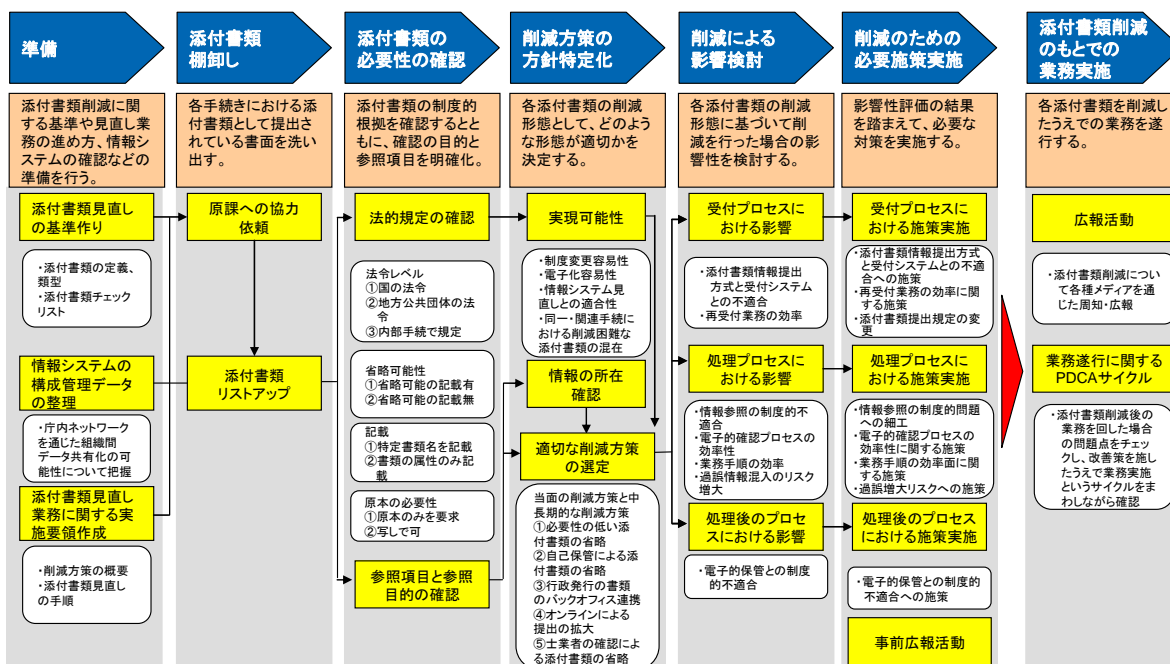 準備
添付書類
棚卸し
添付書類の
必要性の確認
削減方策の
方針特定化
削減による
影響検討
削減のための
必要施策実施
添付書類削減
のもとでの
業務実施
添付書類削減に関
する基準や見直し業
務の進め方、情報シ
ステムの確認などの
準備を行う。
各手続きにおける添
付書類として提出さ
れている書面を洗い
出す。
添付書類の制度的
根拠を確認するとと
もに、確認の目的と
参照項目を明確化。
各添付書類の削減
形態として、どのよう
な形態が適切かを
決定する。
各添付書類の削減
形態に基づいて削
減を行った場合の影
響性を検討する。
影響性評価の結果
を踏まえて、必要な
対策を実施する。
各添付書類を削減し
たうえでの業務を遂
行する。
添付書類見直し
の基準作り
・添付書類の定義、
類型
・添付書類チェック
リスト
情報システムの
構成管理データ
の整理
・庁内ネットワーク
を通じた組織間
データ共有化の可
能性について把握
添付書類見直し
業務に関する実
施要領作成
・削減方策の概要
・添付書類見直し
の手順
原課への協力
依頼
添付書類
リストアップ
法的規定の確認
法令レベル
①国の法令
②地方公共団体の法
令
③内部手続で規定
省略可能性
①省略可能の記載有
②省略可能の記載無
記載
①特定書類名を記載
②書類の属性のみ記
載
原本の必要性
①原本のみを要求
②写しで可
参照項目と参照
目的の確認
実現可能性
・制度変更容易性
・電子化容易性
・情報システム見
直しとの適合性
・同一・関連手続に
おける削減困難な
添付書類の混在
情報の所在
確認
適切な削減方策
の選定
当面の削減方策と中
長期的な削減方策
①必要性の低い添
付書類の省略
②自己保管による添
付書類の省略
③行政発行の書類
のバックオフィス連携
④オンラインによる
提出の拡大
⑤士業者の確認によ
る添付書類の省略
受付プロセスに
おける影響
・添付書類情報提出
方式と受付システム
との不適合
・再受付業務の効率
処理プロセスに
おける影響
・情報参照の制度的不
適合
・電子的確認プロセスの
効率性
・業務手順の効率
・過誤情報混入のリスク
増大
処理後のプロセ
スにおける影響
・電子的保管との制度
的不適合
受付プロセスに
おける施策実施
・添付書類情報提出方式
と受付システムとの不適
合への施策
・再受付業務の効率に関
する施策
・添付書類提出規定の変
更
処理プロセスに
おける施策実施
・情報参照の制度的問題
への細工
・電子的確認プロセスの
効率性に関する施策
・業務手順の効率面に関
する施策
・過誤増大リスクへの施策
処理後のプロセス
における施策実施
・電子的保管との制度的
不適合への施策
事前広報活動
広報活動
・添付書類削減につい
て各種メディアを通
じた周知・広報
業務遂行に関する
PDCAサイクル
・添付書類削減後の
業務を回した場合
の問題点をチェッ
クし、改善策を施し
たうえで業務実施
というサイクルをま
わしながら確認